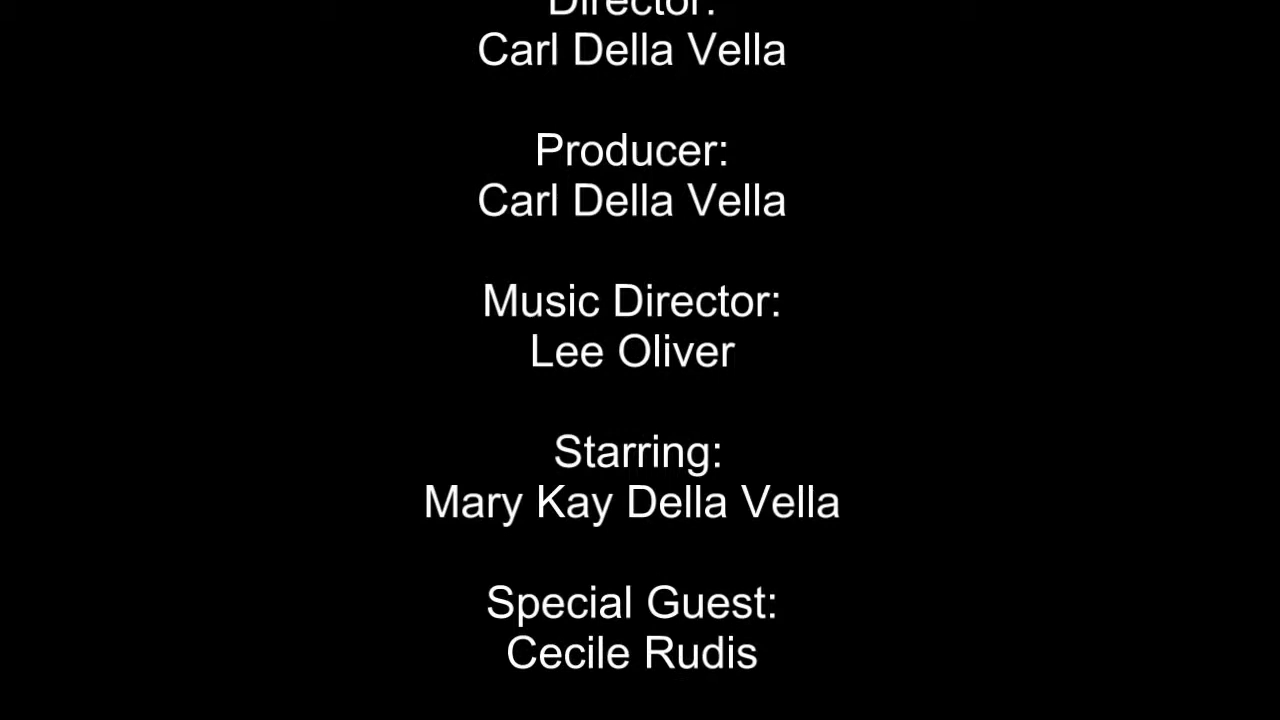 Director:
Carl Della Vella
Producer:
Carl Della Vella
Music Director:
Lee Oliver
Starring:
Mary Kay Della Vella
Special Guest:
Cecile Rudis